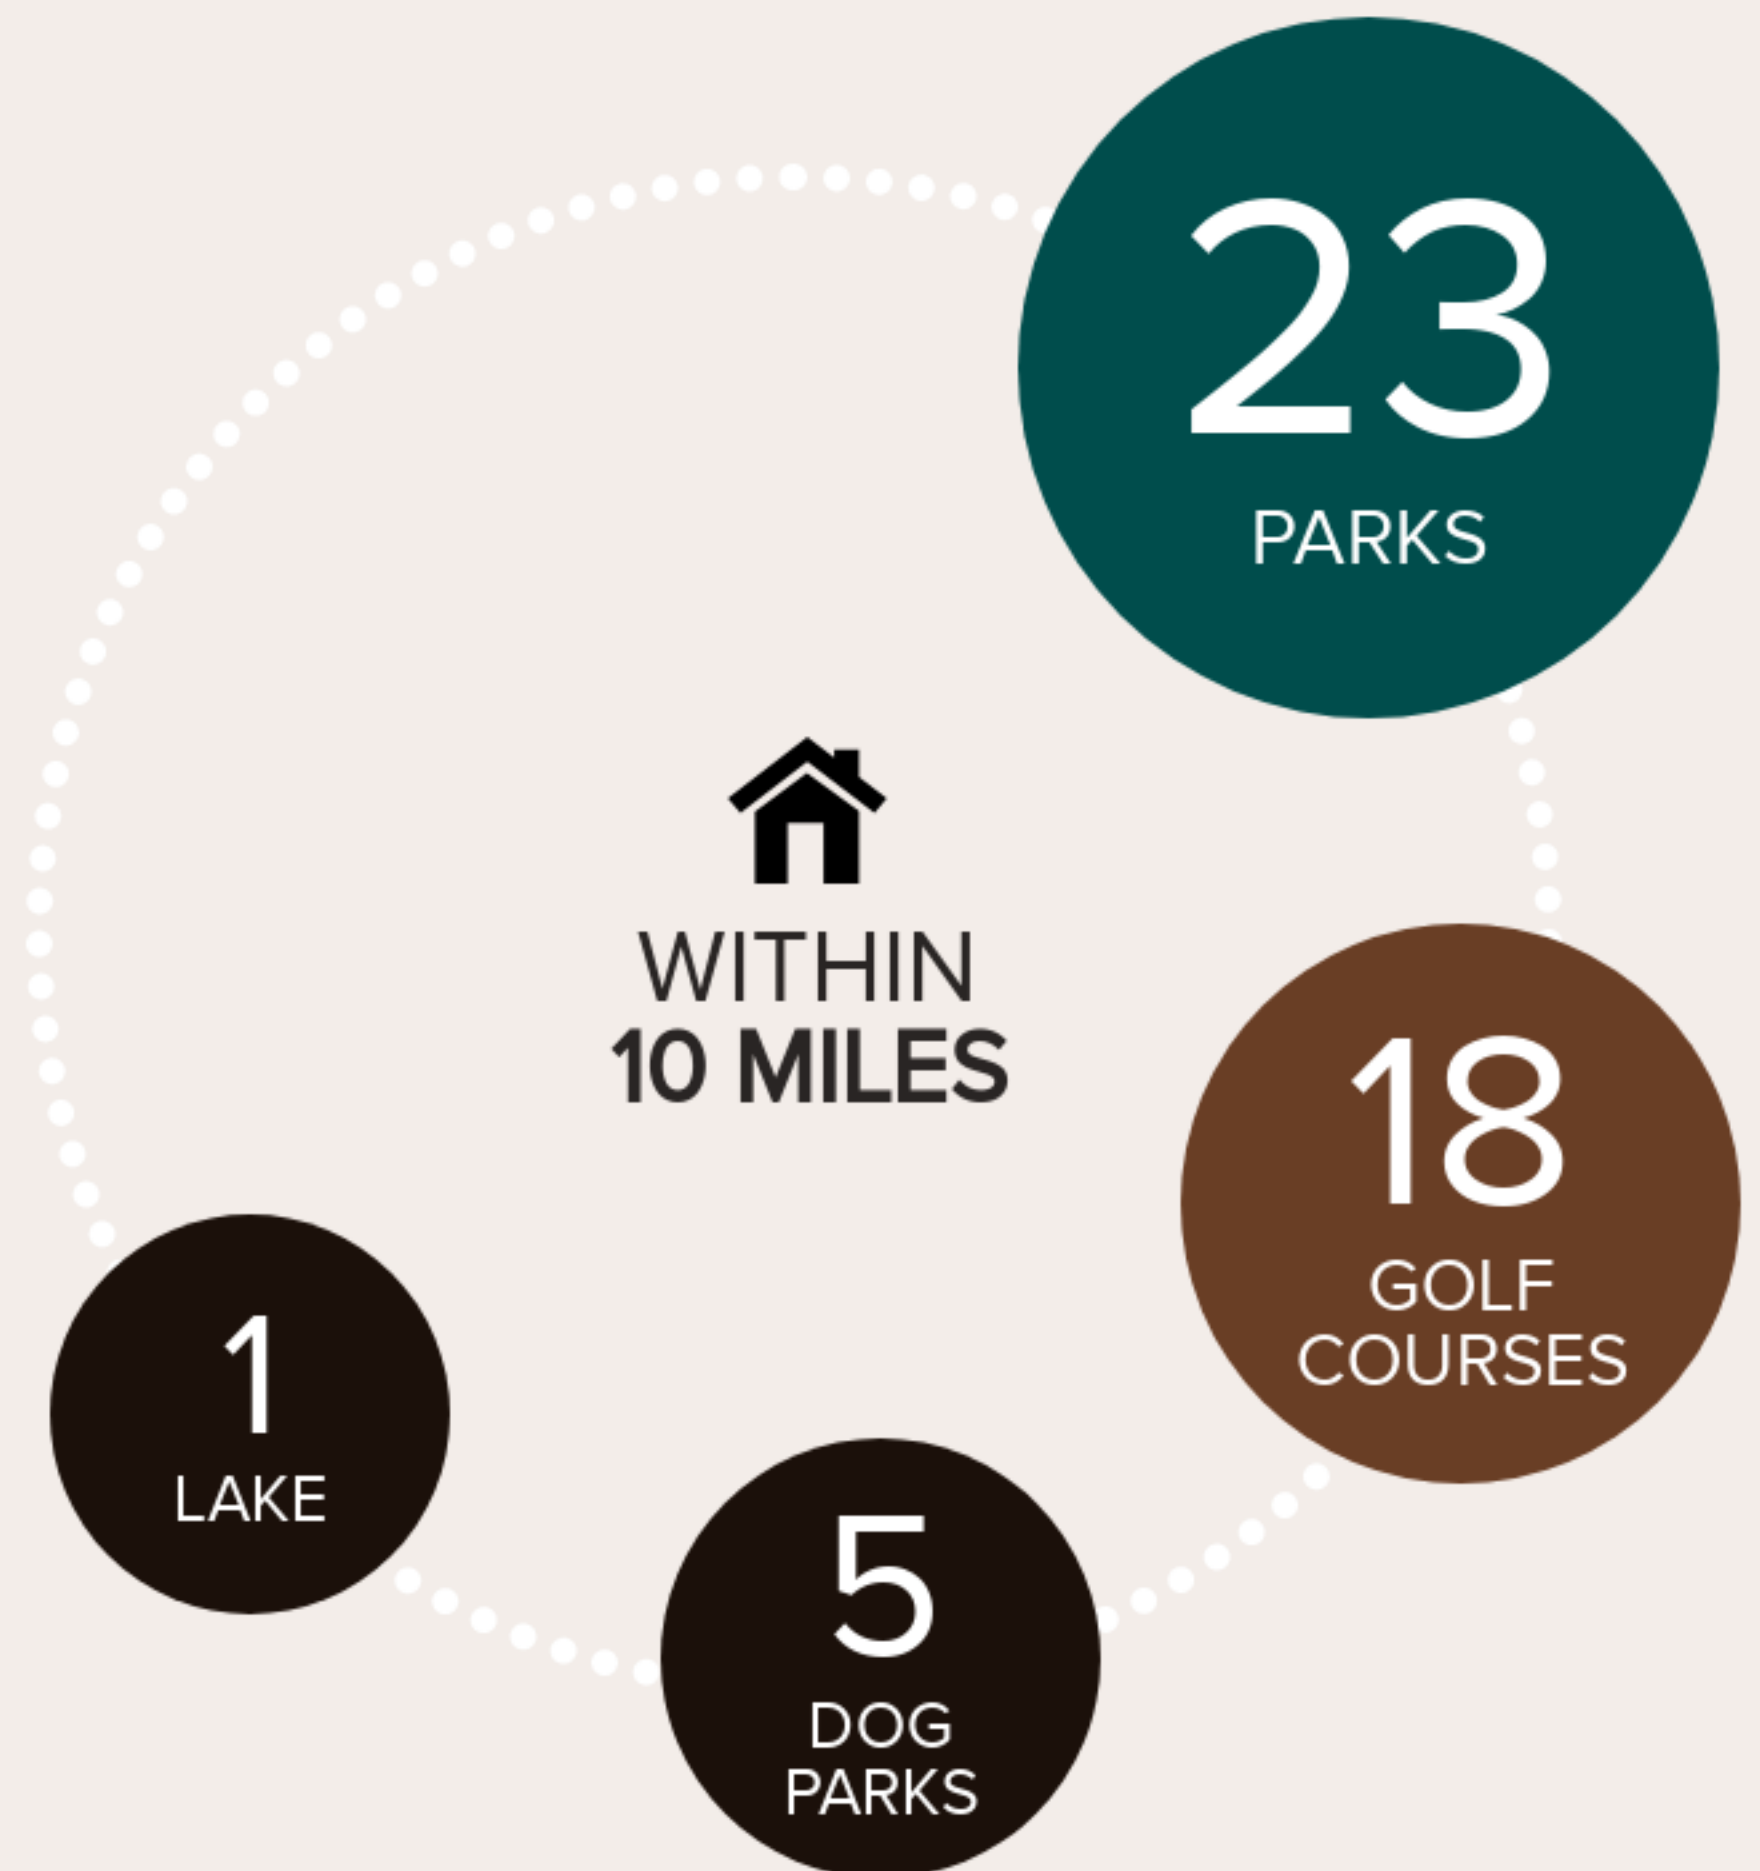 23
PARKS
WITHIN
10 MILES
18
GOLF
COURSES
1
LAKE
5
DOG
PARKS